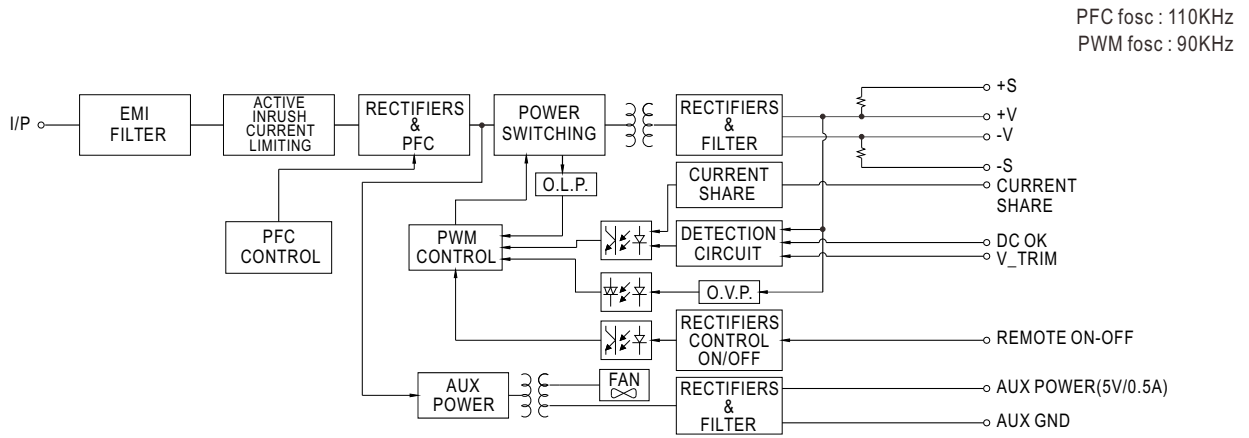 PFC fosc : 110KHz
PWM fosc : 90KHz
I/P
EMI
FILTER
ACTIVE
INRUSH
CURRENT
LIMITING
RECTIFIERS
&
PFC
POWER
SWITCHING
RECTIFIERS
&
FILTER
+S
+V
-V
-S
O.L.P.
CURRENT
SHARE
CURRENT
SHARE
PFC
CONTROL
PWM
CONTROL
DETECTION
CIRCUIT
DC OK
V_TRIM
O.V.P.
RECTIFIERS
CONTROL
ON/OFF
REMOTE ON-OFF
AUX
POWER
FAN
RECTIFIERS
&
FILTER
AUX POWER(5V/0.5A)
AUX GND